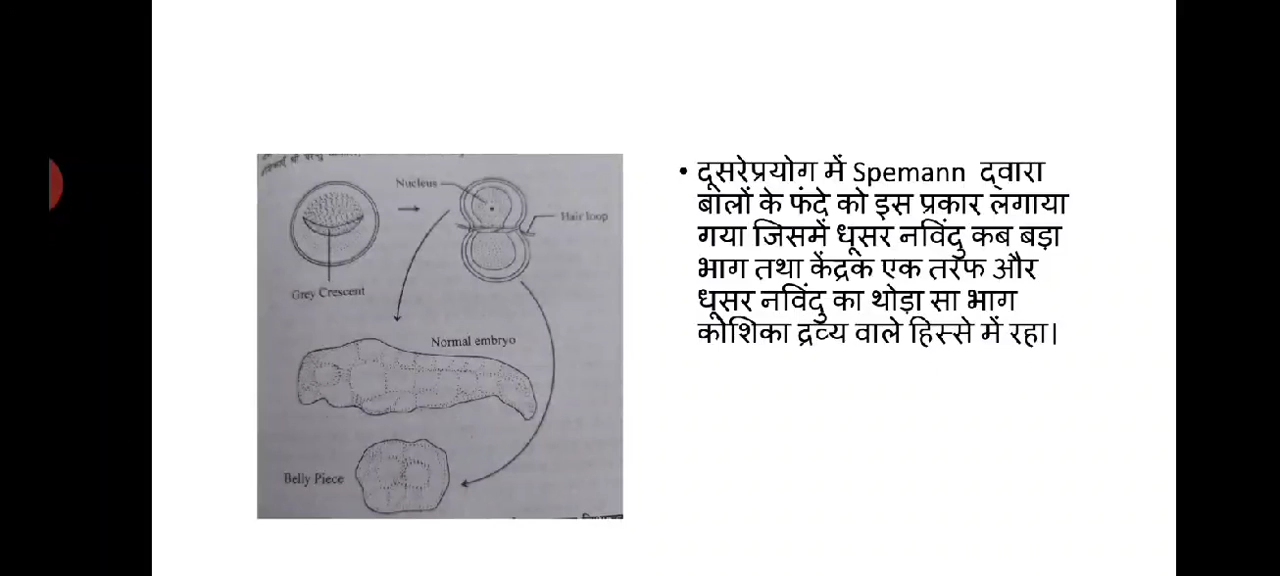 Nucleus
Hair loop
Grey Crescent
Normal embryo
Belly Piece
• दूसरेप्रयोग में Spemann द्वारा
बालों के फंदे को इस प्रकार लगाया
गया जिसमें धूसर नविंदु कब बड़ा
भाग तथा केंद्रक एक तरफ और
धूसर नविंदु का थोड़ा सा भाग
कोशिका द्रव्य वाले हिस्से में रहा।